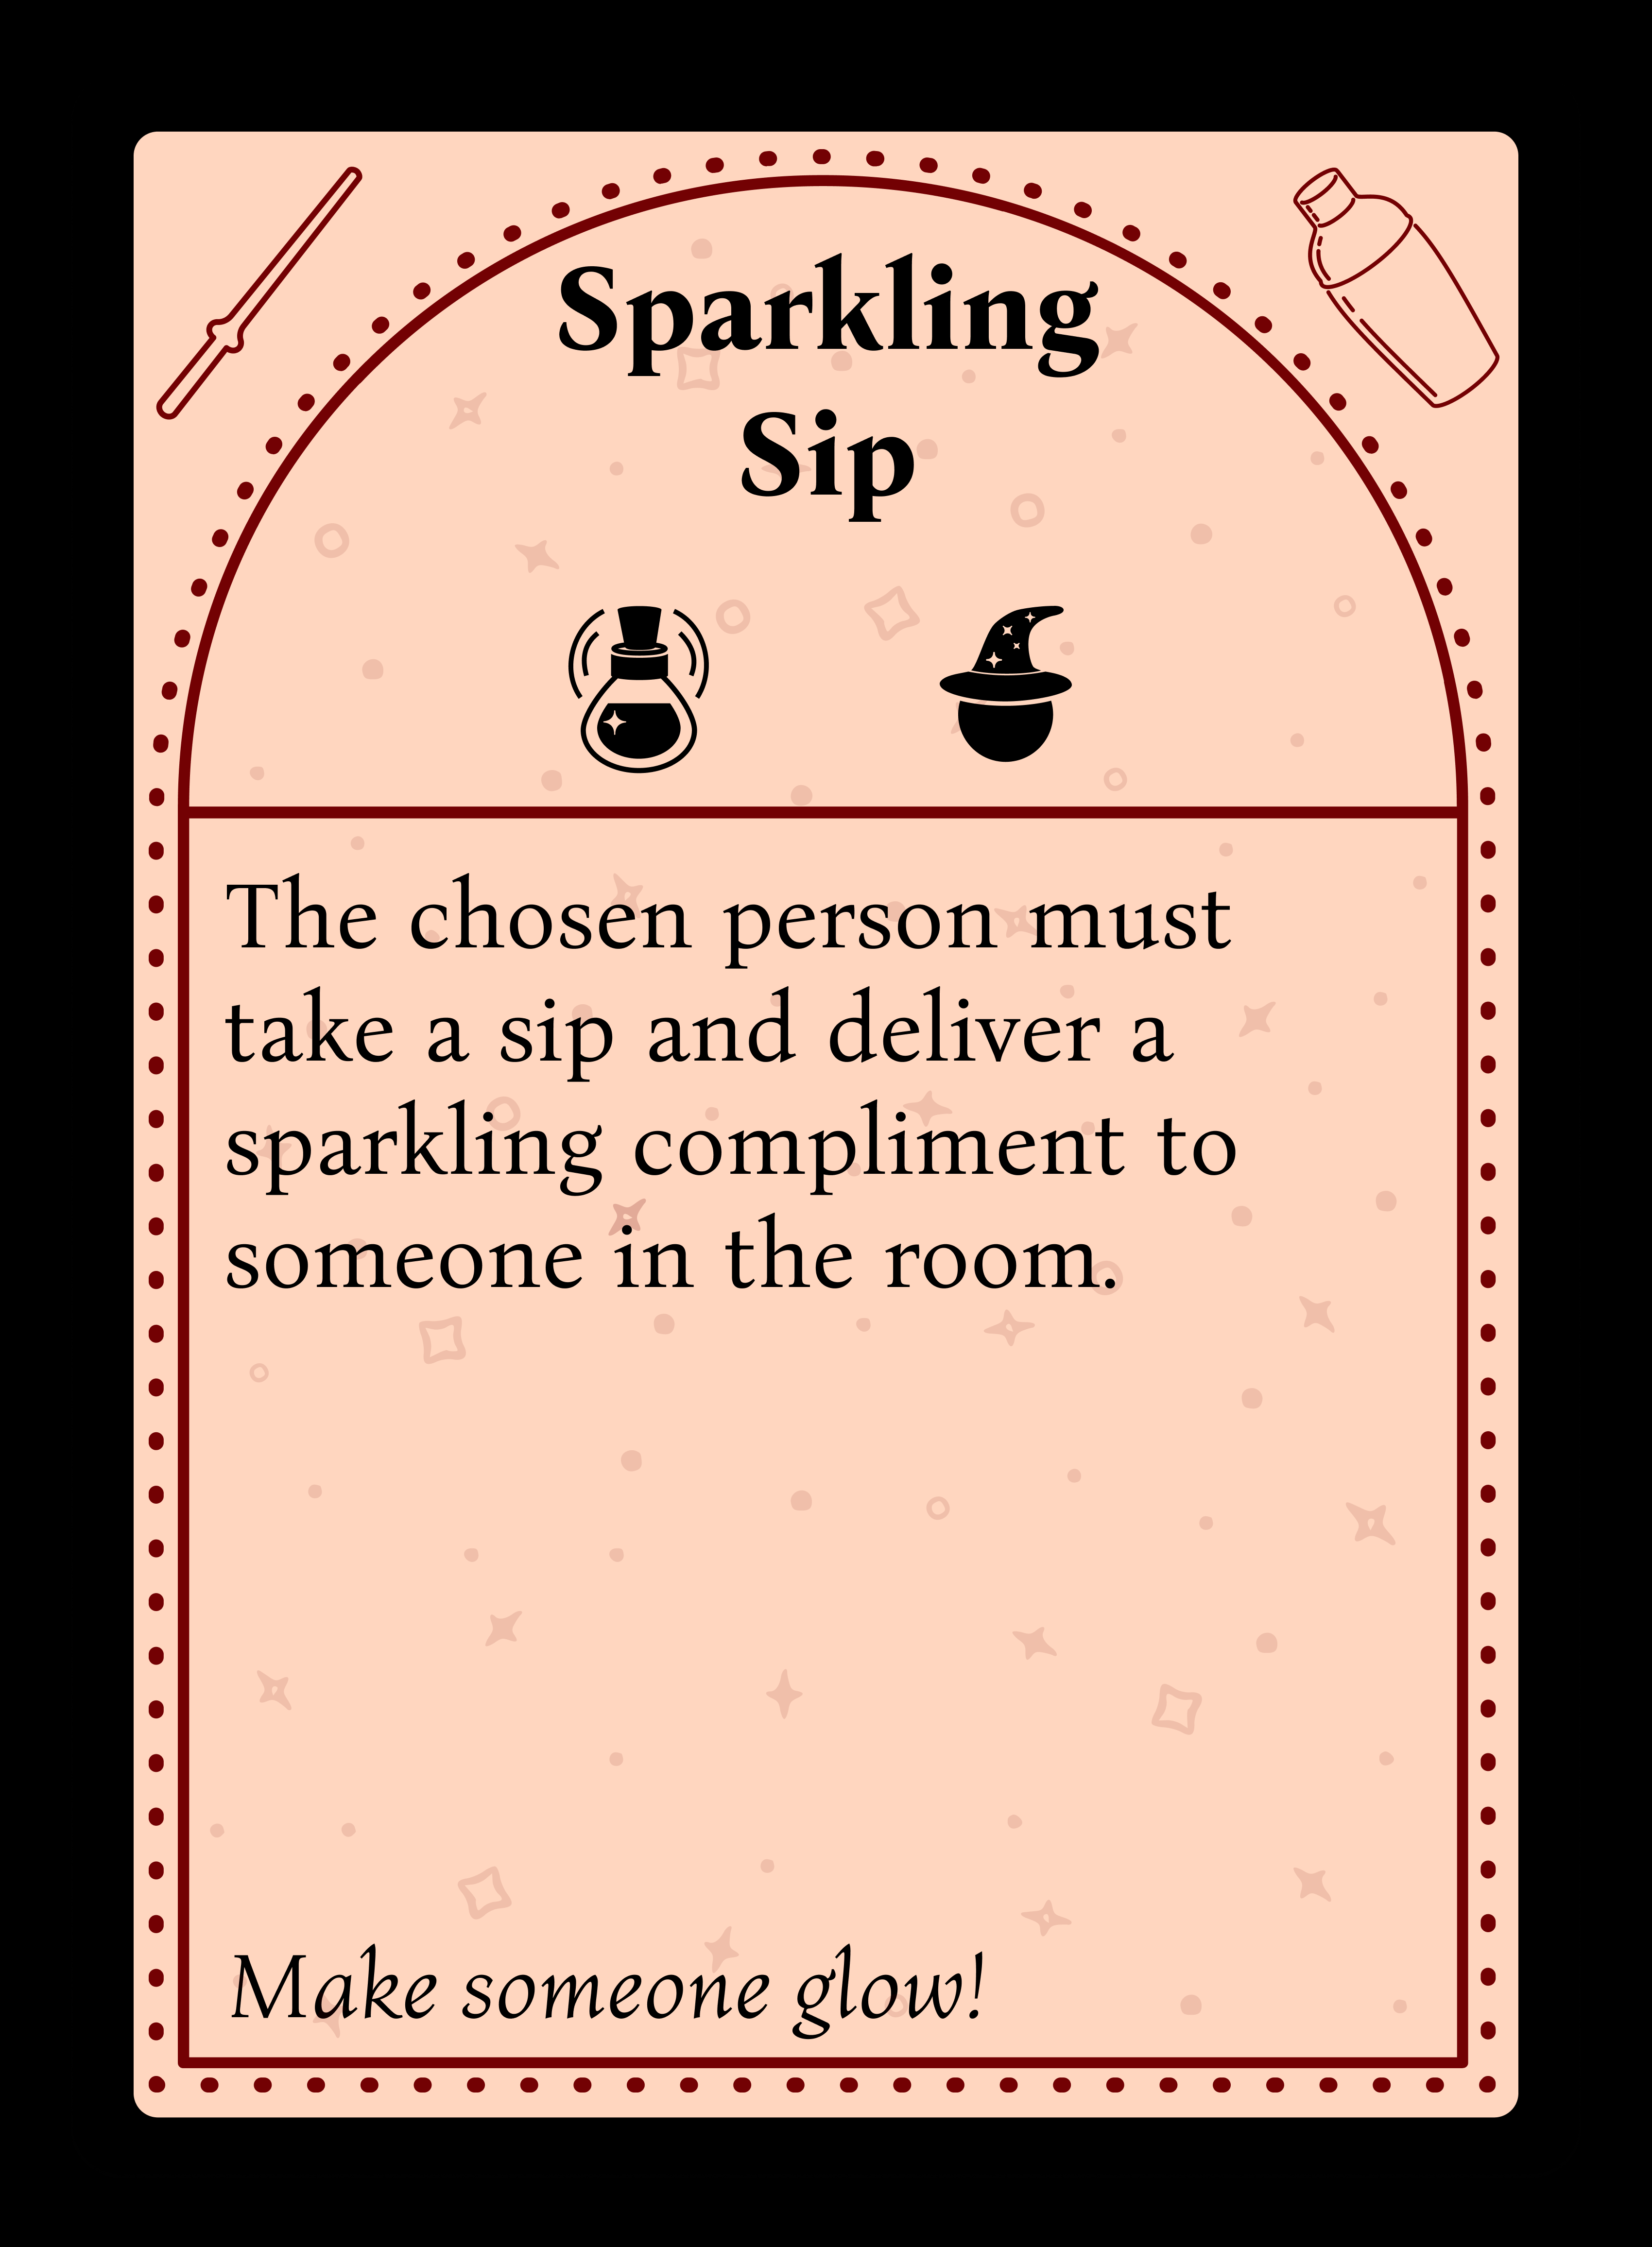 Sparkling
Sip
The chosen person must
take a sip and deliver a
sparkling compliment to
someone in the room.
Make someone glow!